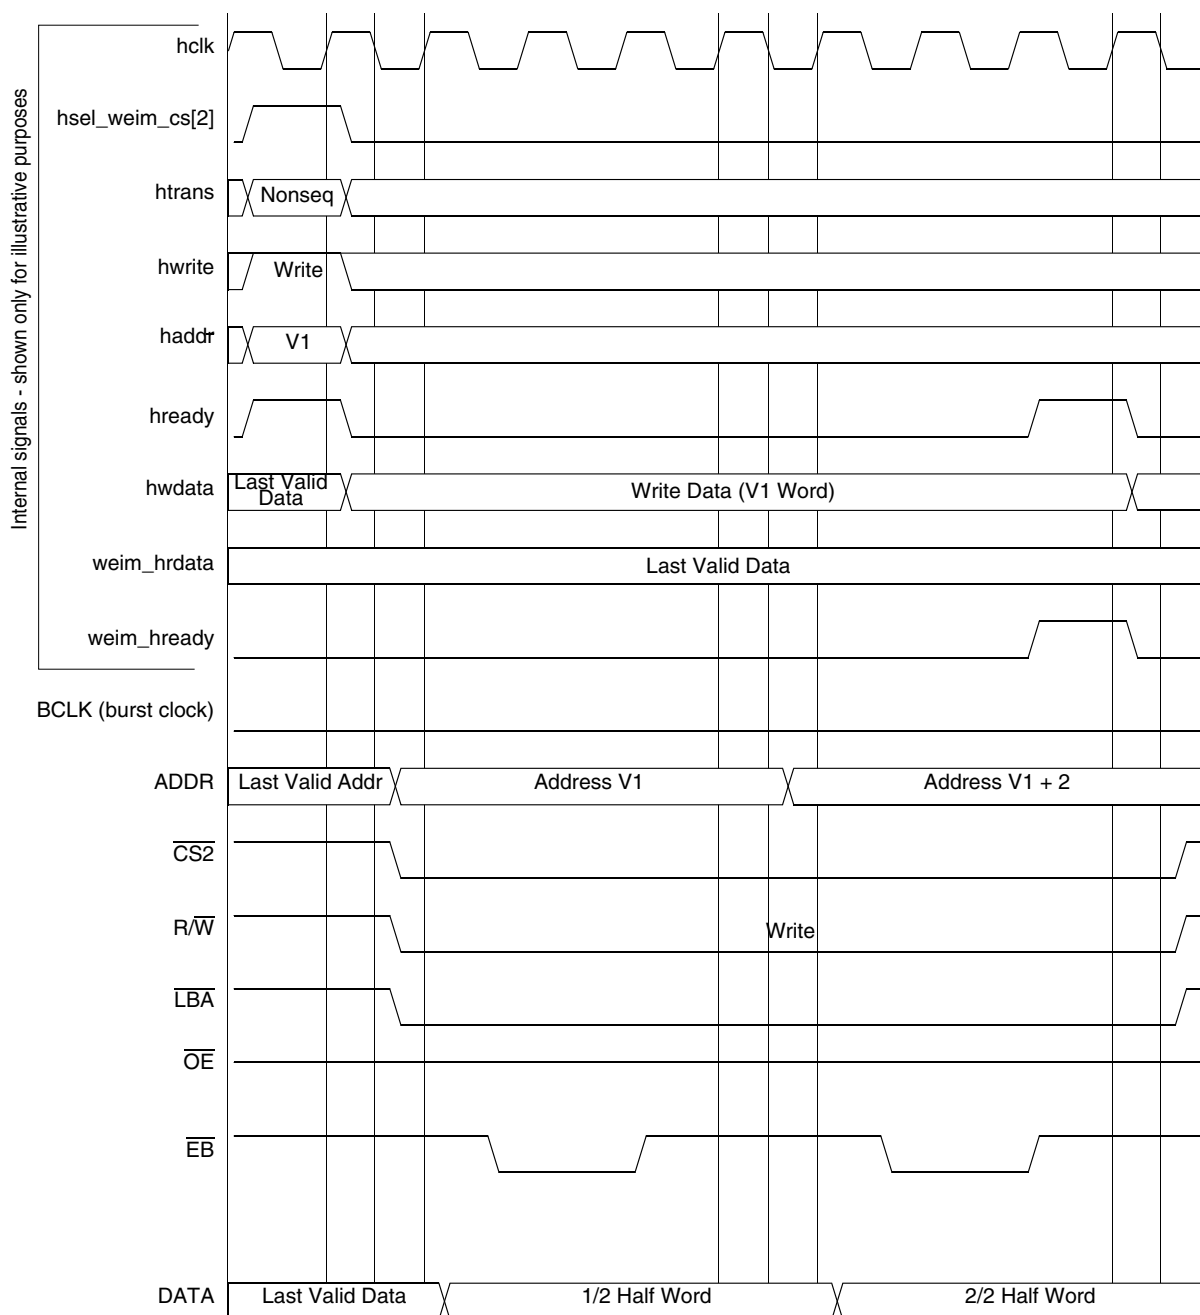 Internal signals - shown only for illustrative purposes
hclk
hsel_weim_cs[2]
htrans
Nonseq
hwrite
Write
haddr
V1
hready
hwdata
Last Valid
Data
Write Data (V1 Word)
weim_hrdata
Last Valid Data
weim_hready
BCLK (burst clock)
ADDR
Last Valid Addr
Address V1
Address V1 + 2
CS2
R/W
Write
LBA
OE
EB
DATA
Last Valid Data
1/2 Half Word
2/2 Half Word